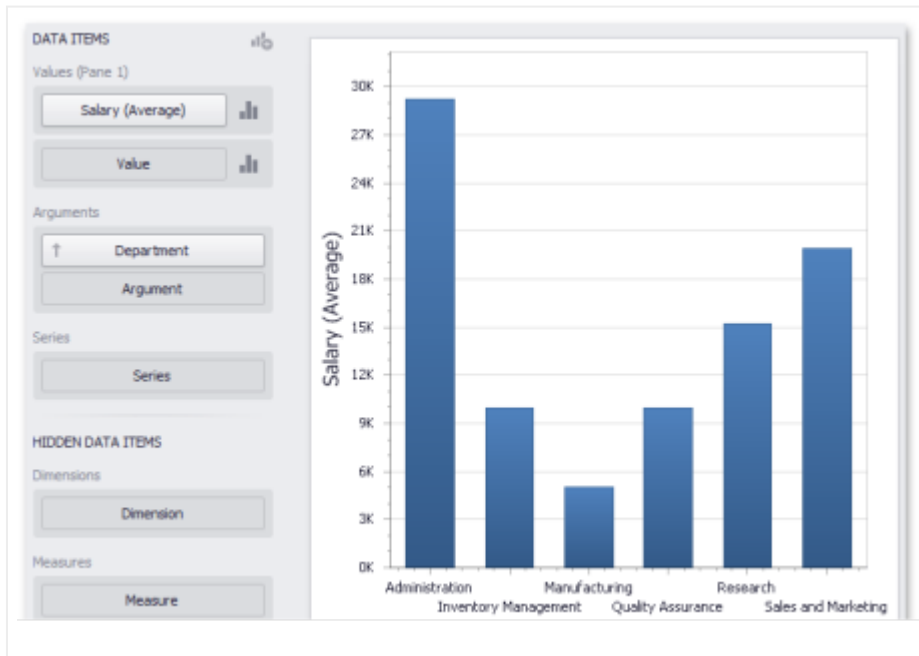 DATA ITEMS
Values (Pane 1)
Salary (Average)
Value
Arguments
Department
Argument
Series
Series
HIDDEN DATA ITEMS
Dimensions
Dimension
Measures
Measure
Salary (Average)
30K
27K
24K
21K
18K
15K
12K
9K
6K
3K
0K
Administration Manufacturing Research
Inventory Management Quality Assurance Sales and Marketing